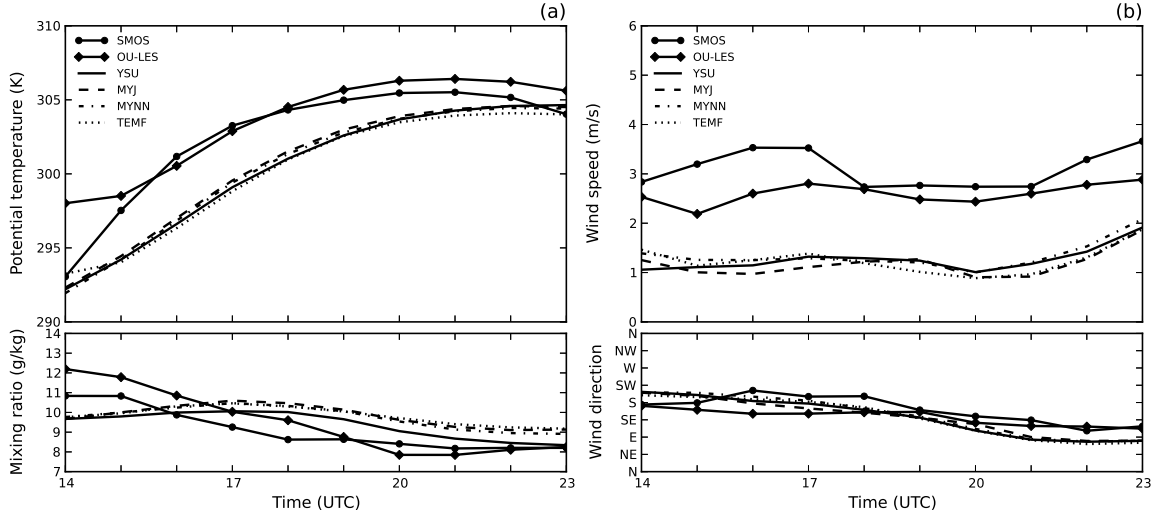 (a)
310
305
300
295
290
Potential temperature (K)
SMOS
OU-LES
YSU
MYJ
MYNN
TEMF
14
13
12
11
10
9
8
7
Mixing ratio (g/kg)
14
17
20
23
Time (UTC)
(b)
6
5
4
3
2
1
0
Wind speed (m/s)
SMOS
OU-LES
YSU
MYJ
MYNN
TEMF
N
NW
W
SW
S
SE
E
NE
N
Wind direction
14
17
20
23
Time (UTC)